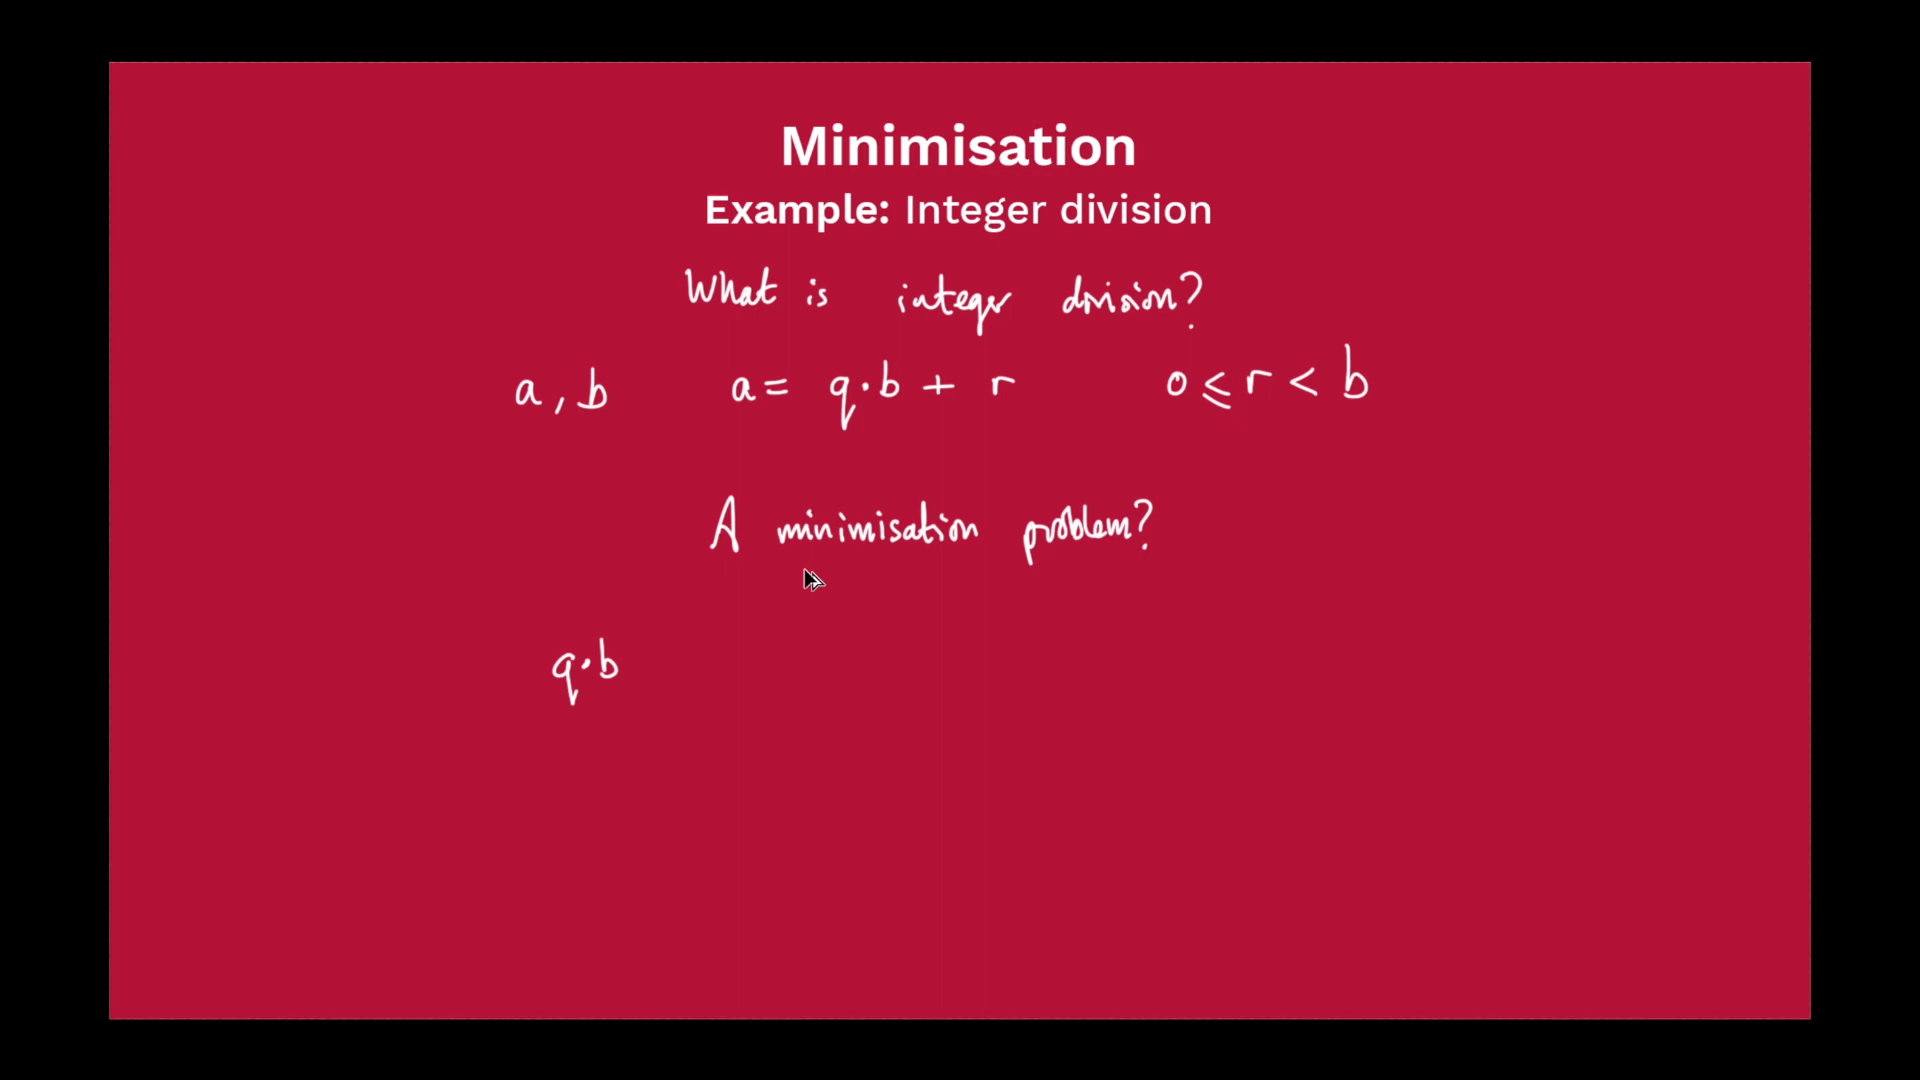 Minimisation
Example: Integer division
What is integer division?
a, b a = q·b + r 0 ⩽ r < b
A minimisation problem?
q·b